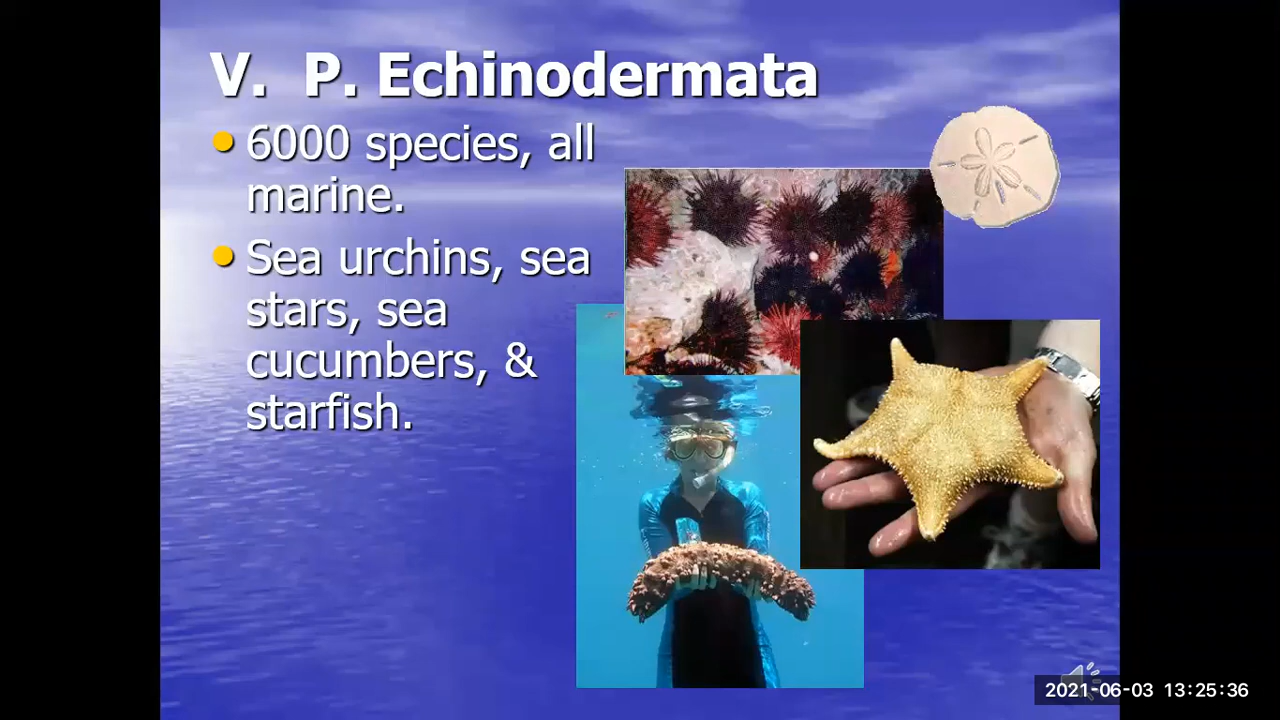 V. P. Echinodermata
6000 species, all
marine.
Sea urchins, sea
stars, sea
cucumbers, &
starfish.
2021-06-03 13:25:36